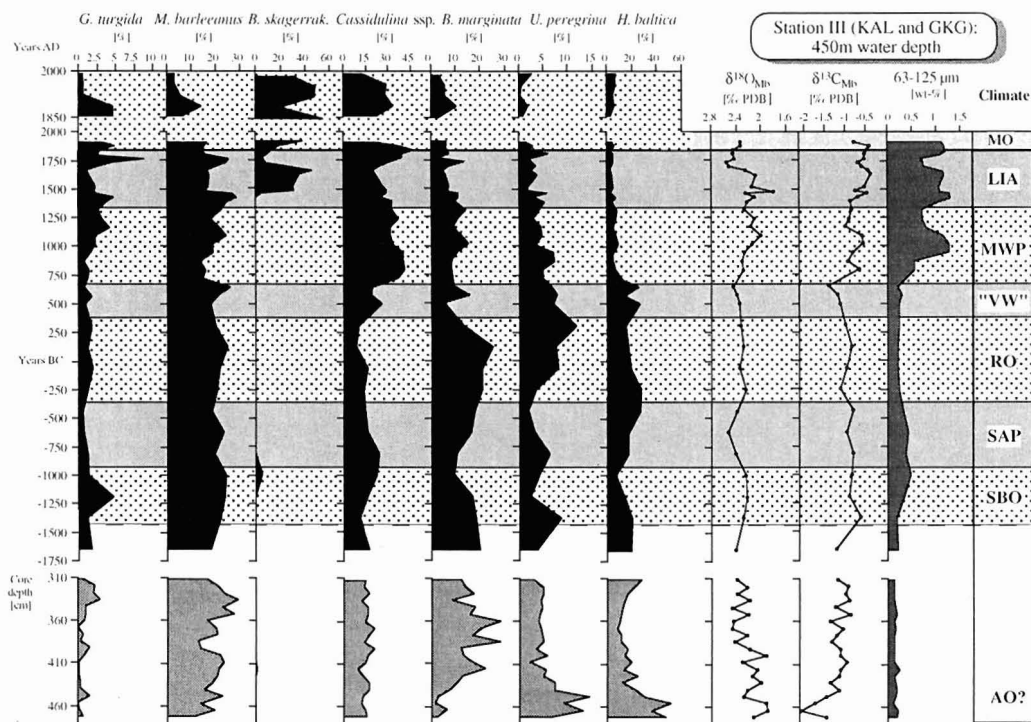 G. turgida M. barleeanus B. skagerrak. Cassidulina ssp. B. marginata U. peregrina H. baltica
[%] [%] [%] [%] [%] [%] [%]
Station III (KAL and GKG):
450m water depth
Years AD
0 2.5 5 7.5 10 0 10 20 30 0 20 40 60 0 15 30 45 60 0 10 20 30 0 5 10 15 0 20 40 60
δ18OMb δ13CMb 63-125 µm
[‰ PDB] [‰ PDB] [wt-%] Climate
2.8 2.4 2 1.6 -2 -1.5 -1 -0.5 0 0.5 1 1.5
2000
1850
2000
MO
1750
LIA
1500
1250
MWP
1000
750
"VW"
500
250
RO
Years BC
-250
-500
SAP
-750
-1000
SBO
-1250
-1500
-1750
Core
depth
[cm]
310
360
410
460
AO?